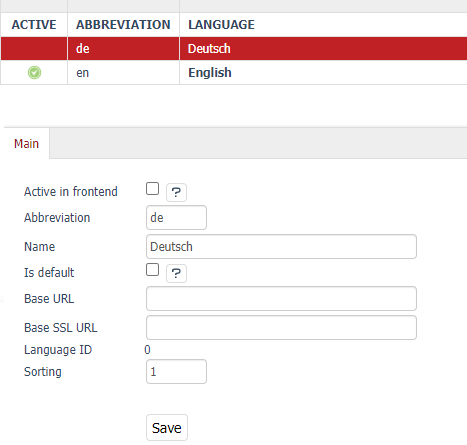 ACTIVE ABBREVIATION LANGUAGE
de Deutsch
en English
Main
Active in frontend ?
Abbreviation de
Name Deutsch
Is default ?
Base URL
Base SSL URL
Language ID 0
Sorting 1
Save